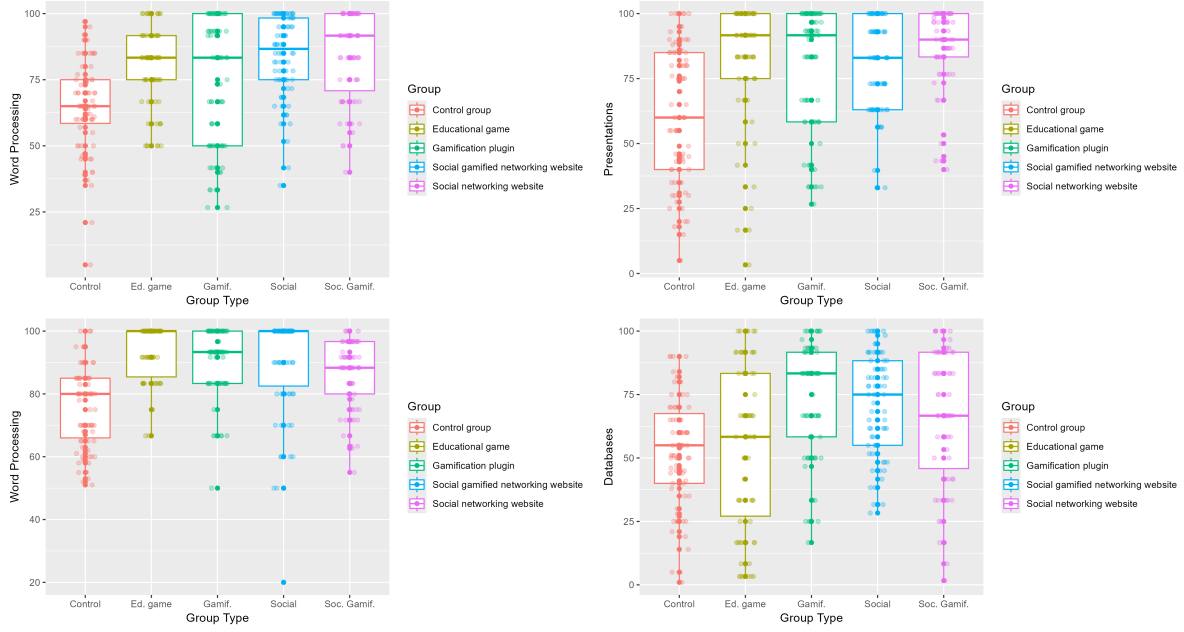 Word Processing
100
75
50
25
Control
Ed. game
Gamif.
Social
Soc. Gamif.
Group Type
Group
Control group
Educational game
Gamification plugin
Social gamified networking website
Social networking website
Presentations
100
75
50
25
0
Control
Ed. game
Gamif.
Social
Soc. Gamif.
Group Type
Group
Control group
Educational game
Gamification plugin
Social gamified networking website
Social networking website
Word Processing
100
80
60
40
20
Control
Ed. game
Gamif.
Social
Soc. Gamif.
Group Type
Group
Control group
Educational game
Gamification plugin
Social gamified networking website
Social networking website
Databases
100
75
50
25
0
Control
Ed. game
Gamif.
Social
Soc. Gamif.
Group Type
Group
Control group
Educational game
Gamification plugin
Social gamified networking website
Social networking website